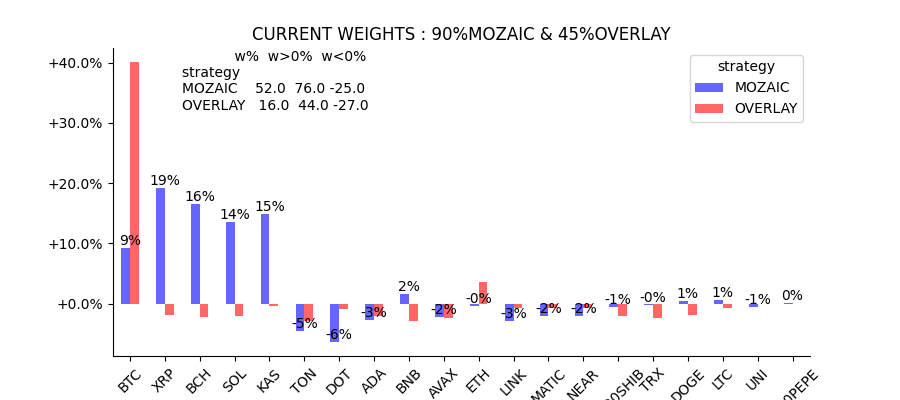 CURRENT WEIGHTS : 90%MOZAIC & 45%OVERLAY
w% w>0% w<0%
strategy
MOZAIC 52.0 76.0 -25.0
OVERLAY 16.0 44.0 -27.0
strategy
MOZAIC
OVERLAY
+40.0%
+30.0%
+20.0%
+10.0%
+0.0%
9%
19%
16%
14%
15%
-5%
-6%
-3%
2%
-2%
-0%
-3%
-2%
-2%
-1%
-0%
1%
1%
-1%
0%
BTC
XRP
BCH
SOL
KAS
TON
DOT
ADA
BNB
AVAX
ETH
LINK
MATIC
NEAR
00SHIB
TRX
DOGE
LTC
UNI
0PEPE